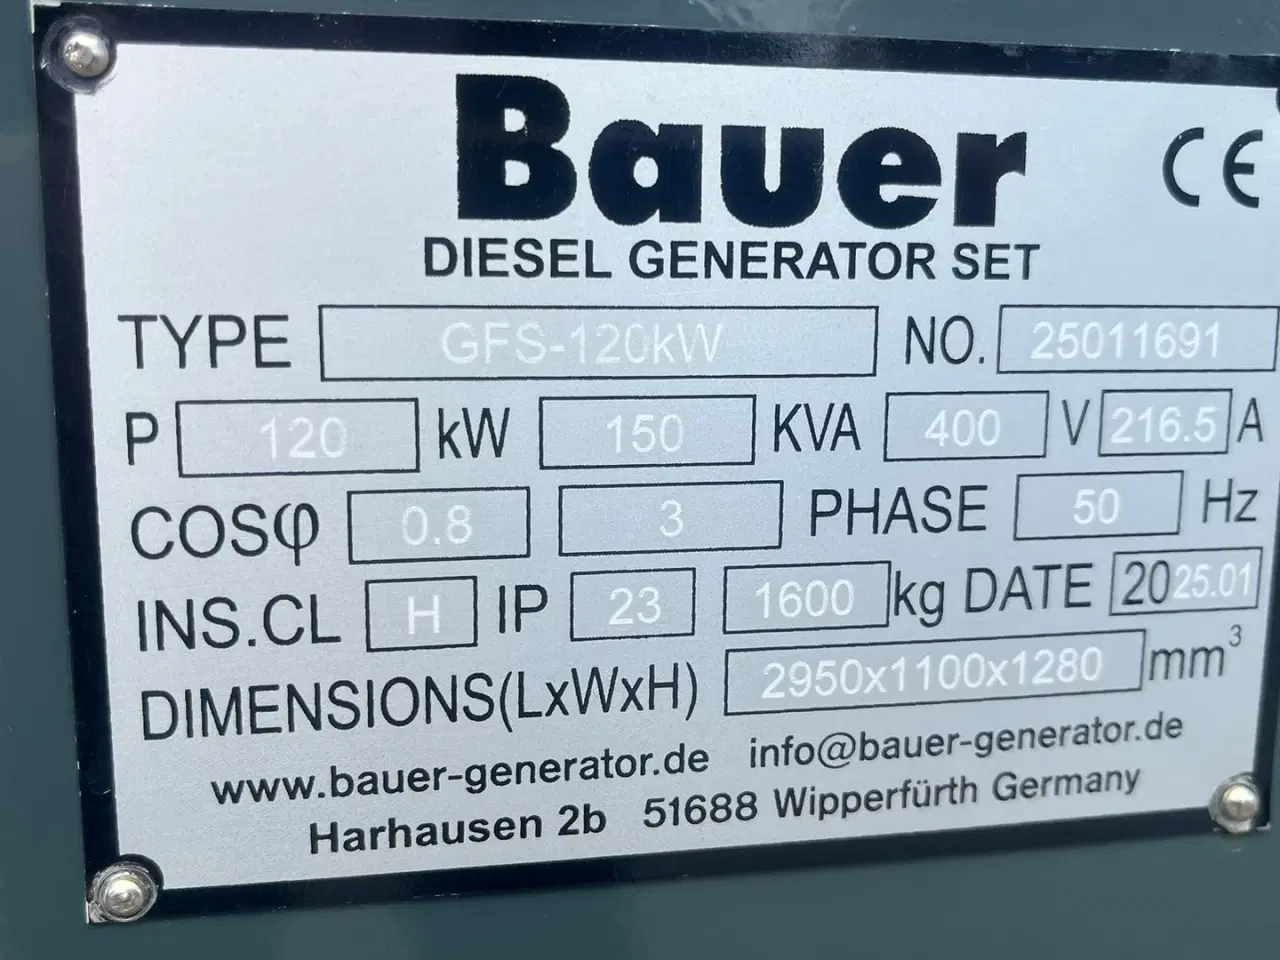 Bauer CE
DIESEL GENERATOR SET
TYPE GFS-120kW NO. 25011691
P 120 kW 150 KVA 400 V 216.5 A
COSφ 0.8 3 PHASE 50 Hz
INS.CL H IP 23 1600 kg DATE 2025.01
DIMENSIONS(LxWxH) 2950x1100x1280 mm³
www.bauer-generator.de info@bauer-generator.de
Harhausen 2b 51688 Wipperfürth Germany